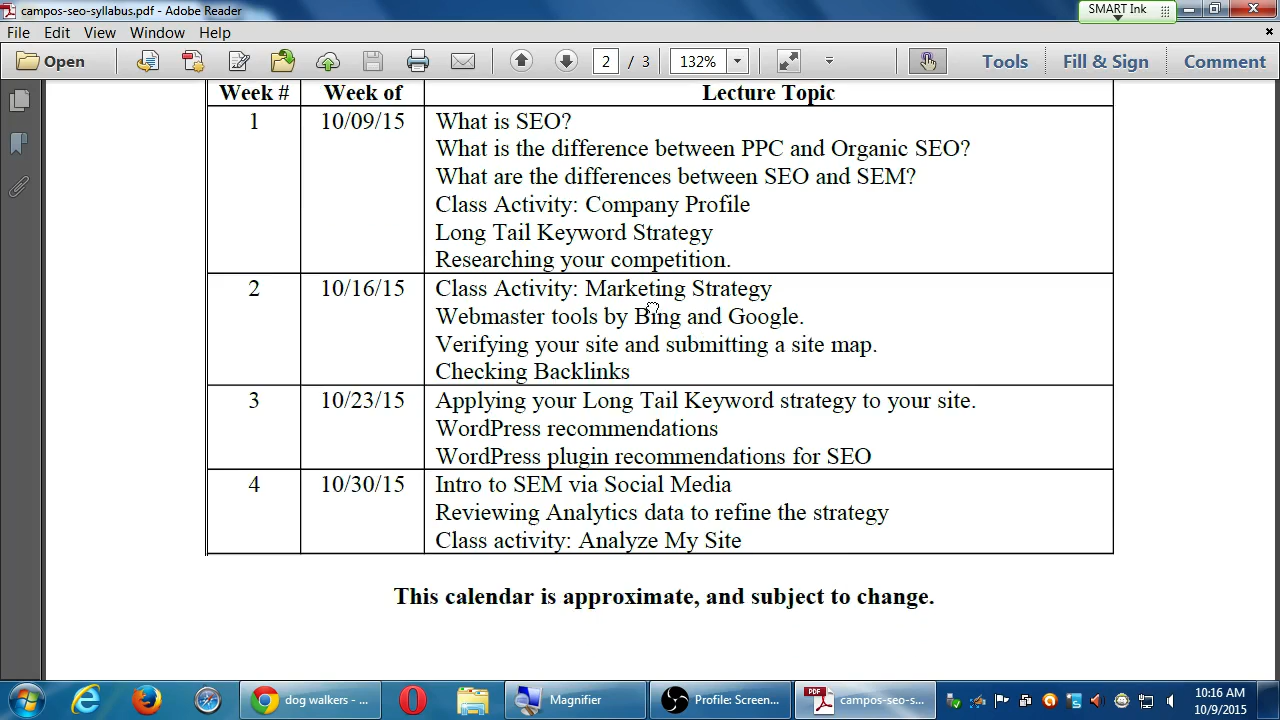 campos-seo-syllabus.pdf - Adobe Reader
SMART Ink
File Edit View Window Help
Open 2 / 3 132% Tools Fill & Sign Comment
Week # Week of Lecture Topic
1 10/09/15 What is SEO?
What is the difference between PPC and Organic SEO?
What are the differences between SEO and SEM?
Class Activity: Company Profile
Long Tail Keyword Strategy
Researching your competition.
2 10/16/15 Class Activity: Marketing Strategy
Webmaster tools by Bing and Google.
Verifying your site and submitting a site map.
Checking Backlinks
3 10/23/15 Applying your Long Tail Keyword strategy to your site.
WordPress recommendations
WordPress plugin recommendations for SEO
4 10/30/15 Intro to SEM via Social Media
Reviewing Analytics data to refine the strategy
Class activity: Analyze My Site
This calendar is approximate, and subject to change.
dog walkers - ... Magnifier Profile: Screen... PDF campos-seo-s... 10:16 AM
10/9/2015